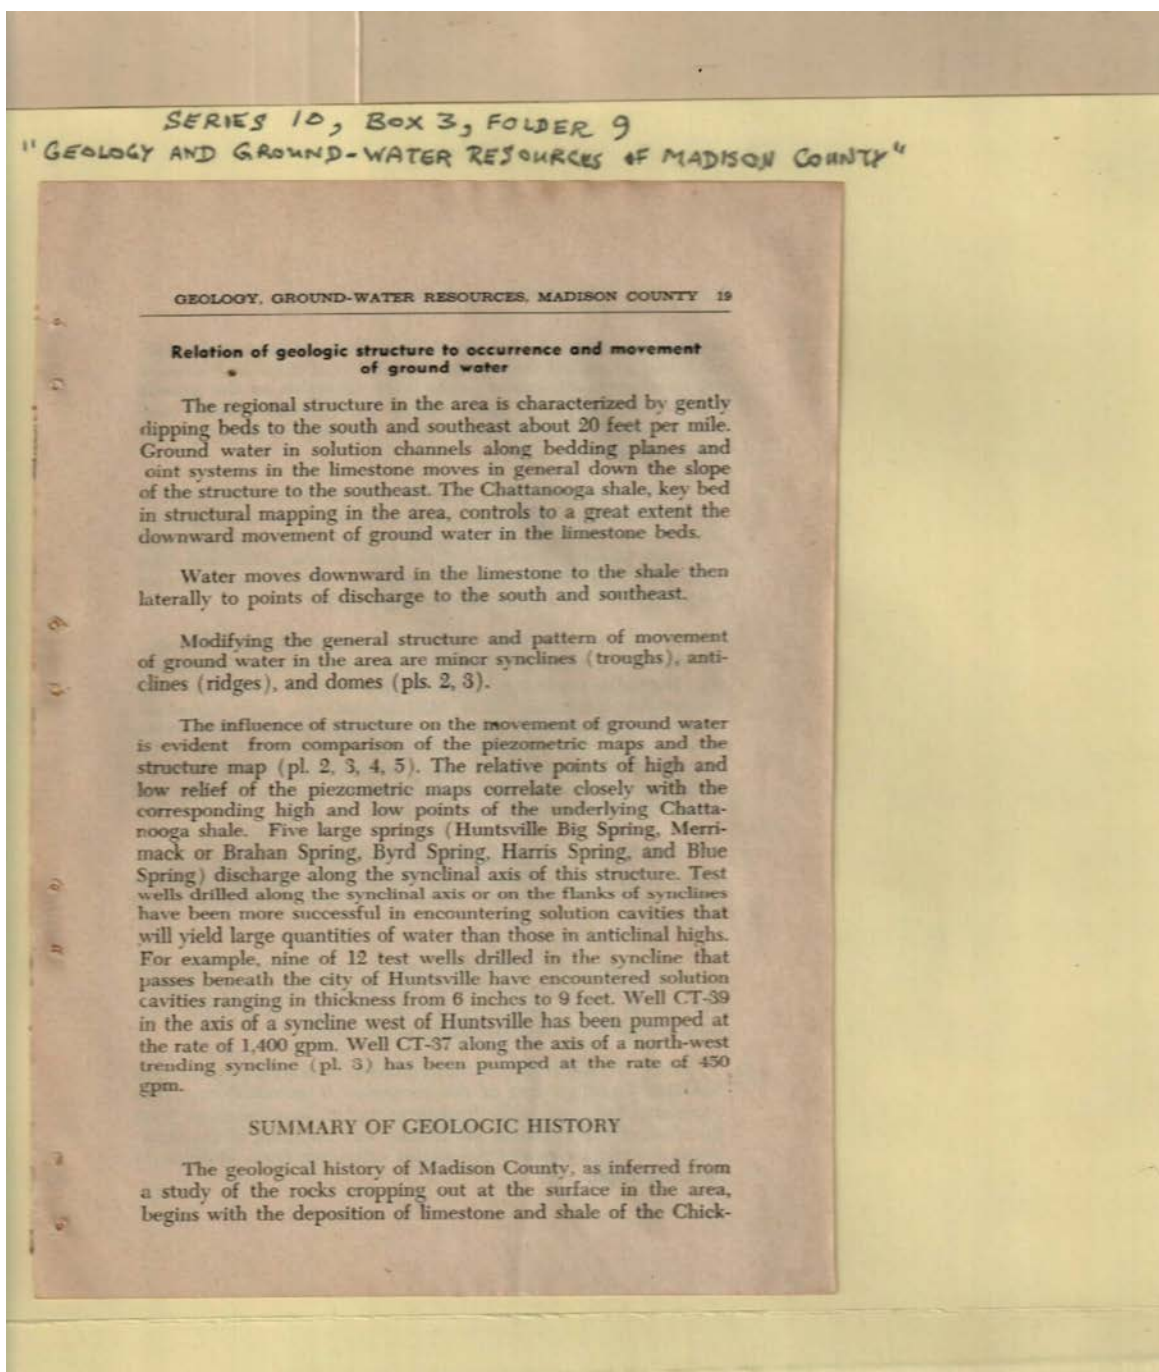 SERIES 10, BOX 3, FOLDER 9
"GEOLOGY AND GROUND-WATER RESOURCES OF MADISON COUNTY"
GEOLOGY, GROUND-WATER RESOURCES, MADISON COUNTY 19
Relation of geologic structure to occurrence and movement
of ground water
The regional structure in the area is characterized by gently
dipping beds to the south and southeast about 20 feet per mile.
Ground water in solution channels along bedding planes and
oint systems in the limestone moves in general down the slope
of the structure to the southeast. The Chattanooga shale, key bed
in structural mapping in the area, controls to a great extent the
downward movement of ground water in the limestone beds.
Water moves downward in the limestone to the shale then
laterally to points of discharge to the south and southeast.
Modifying the general structure and pattern of movement
of ground water in the area are minor synclines (troughs), anti-
clines (ridges), and domes (pls. 2, 3).
The influence of structure on the movement of ground water
is evident from comparison of the piezometric maps and the
structure map (pl. 2, 3, 4, 5). The relative points of high and
low relief of the piezometric maps correlate closely with the
corresponding high and low points of the underlying Chatta-
nooga shale. Five large springs (Huntsville Big Spring, Merri-
mack or Brahan Spring, Byrd Spring, Harris Spring, and Blue
Spring) discharge along the synclinal axis of this structure. Test
wells drilled along the synclinal axis or on the flanks of synclines
have been more successful in encountering solution cavities that
will yield large quantities of water than those in anticlinal highs.
For example, nine of 12 test wells drilled in the syncline that
passes beneath the city of Huntsville have encountered solution
cavities ranging in thickness from 6 inches to 9 feet. Well CT-39
in the axis of a syncline west of Huntsville has been pumped at
the rate of 1,400 gpm. Well CT-37 along the axis of a north-west
trending syncline (pl. 3) has been pumped at the rate of 450
gpm.
SUMMARY OF GEOLOGIC HISTORY
The geological history of Madison County, as inferred from
a study of the rocks cropping out at the surface in the area,
begins with the deposition of limestone and shale of the Chick-